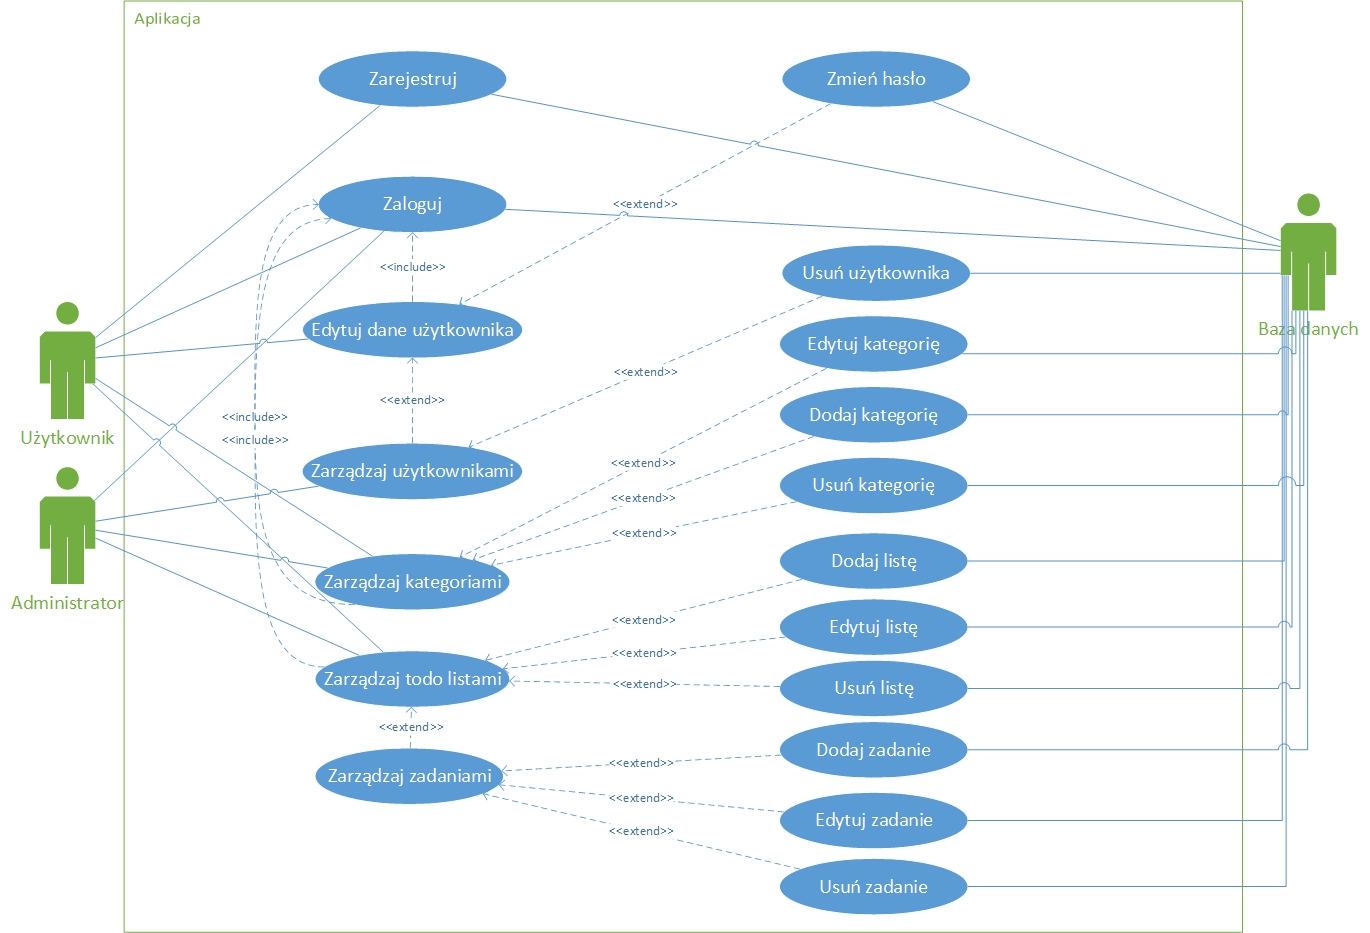 Aplikacja
Zarejestruj
Zmień hasło
Zaloguj
<<extend>>
<<include>>
Usuń użytkownika
Edytuj dane użytkownika
Baza danych
Edytuj kategorię
<<extend>>
<<extend>>
<<include>>
Dodaj kategorię
Użytkownik
<<include>>
<<extend>>
Zarządzaj użytkownikami
Usuń kategorię
<<extend>>
<<extend>>
Dodaj listę
Zarządzaj kategoriami
Administrator
<<extend>>
Edytuj listę
<<extend>>
Zarządzaj todo listami
<<extend>>
Usuń listę
<<extend>>
Dodaj zadanie
<<extend>>
Zarządzaj zadaniami
<<extend>>
Edytuj zadanie
<<extend>>
Usuń zadanie